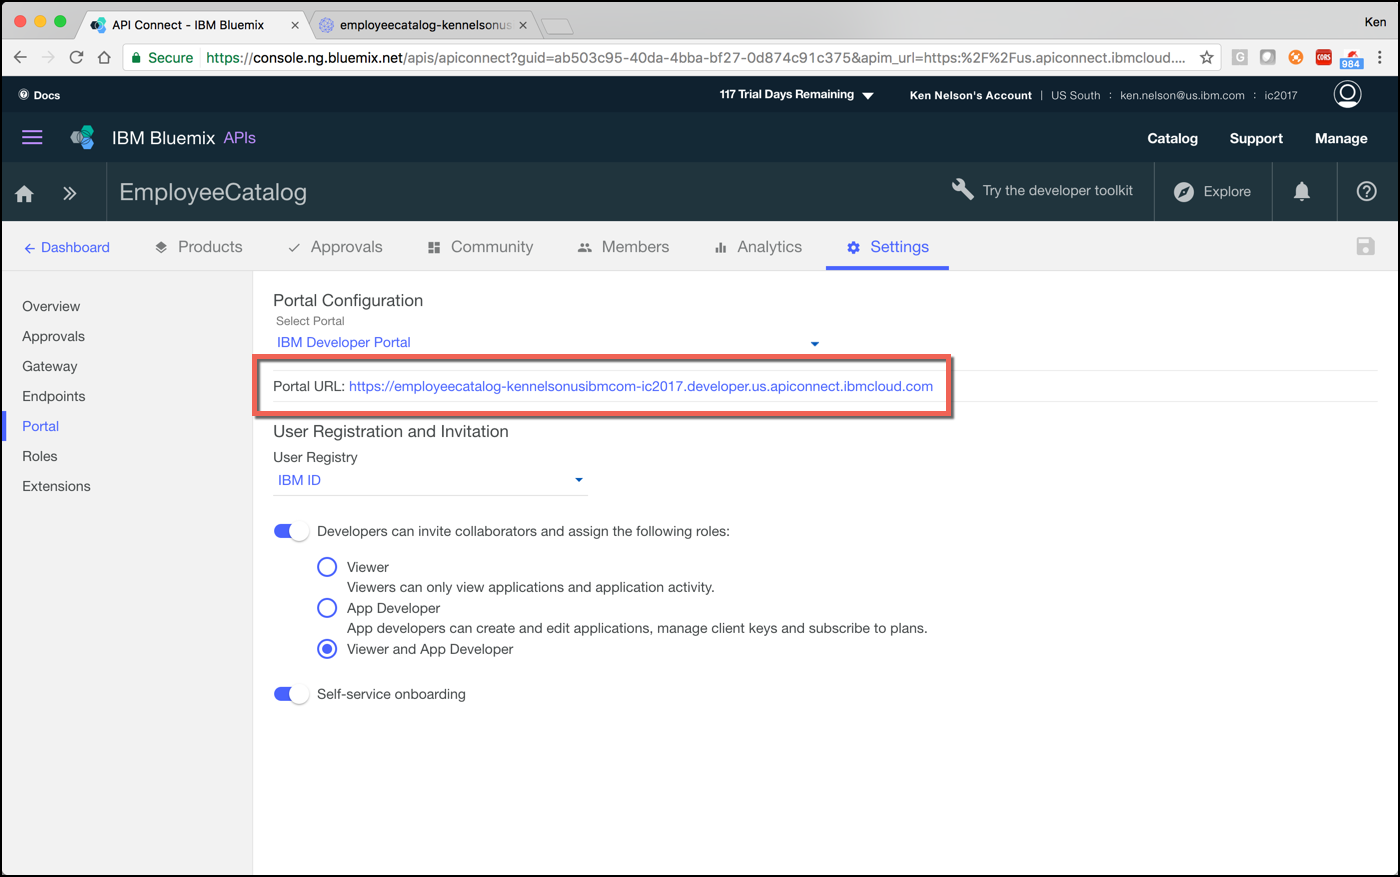 API Connect - IBM Bluemix
employeecatalog-kennelsonus
Ken
Secure
https://console.ng.bluemix.net/apis/apiconnect?guid=ab503c95-40da-4bba-bf27-0d874c91c375&apim_url=https:%2F%2Fus.apiconnect.ibmcloud....
G
CORS
984
Docs
117 Trial Days Remaining
Ken Nelson's Account | US South : ken.nelson@us.ibm.com : ic2017
IBM Bluemix APIs
Catalog
Support
Manage
EmployeeCatalog
Try the developer toolkit
Explore
Dashboard
Products
Approvals
Community
Members
Analytics
Settings
Overview
Approvals
Gateway
Endpoints
Portal
Roles
Extensions
Portal Configuration
Select Portal
IBM Developer Portal
Portal URL: https://employeecatalog-kennelsonusibmcom-ic2017.developer.us.apiconnect.ibmcloud.com
User Registration and Invitation
User Registry
IBM ID
Developers can invite collaborators and assign the following roles:
Viewer
Viewers can only view applications and application activity.
App Developer
App developers can create and edit applications, manage client keys and subscribe to plans.
Viewer and App Developer
Self-service onboarding